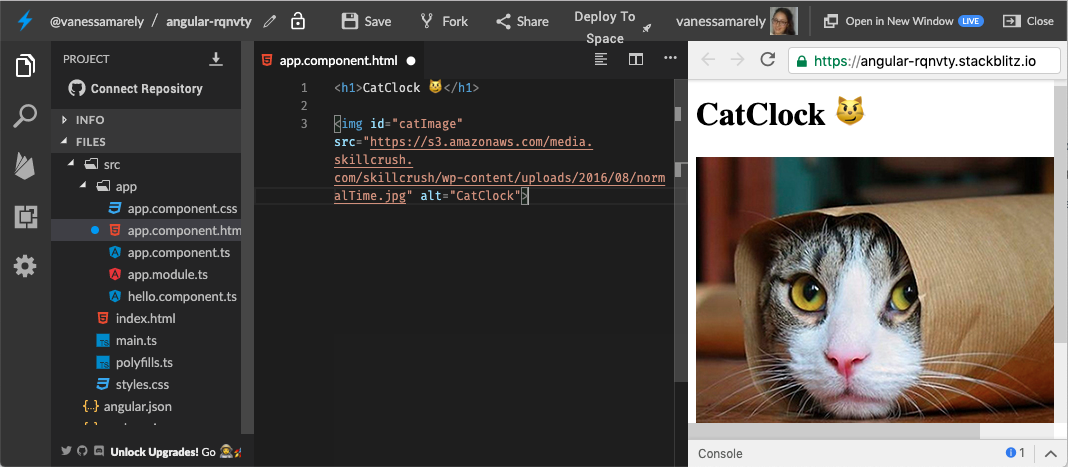 @vanessamarely / angular-rqnvty Save Fork Share Deploy To Space vanessamarely Open in New Window LIVE Close
PROJECT
Connect Repository
INFO
FILES
src
app
app.component.css
app.component.htm
app.component.ts
app.module.ts
hello.component.ts
index.html
main.ts
polyfills.ts
styles.css
{..} angular.json
Unlock Upgrades! Go
app.component.html
1 <h1>CatClock 😼</h1>
2
3 <img id="catImage"
src="https://s3.amazonaws.com/media.
skillcrush.
com/skillcrush/wp-content/uploads/2016/08/norm
alTime.jpg" alt="CatClock">
https://angular-rqnvty.stackblitz.io
CatClock 😼
Console
1